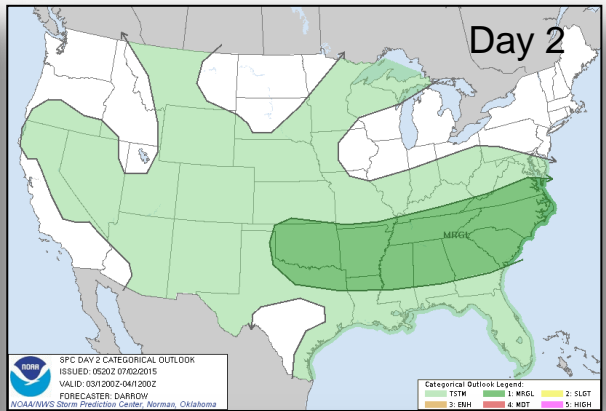 Day 2
MRGL
NOAA
SPC DAY 2 CATEGORICAL OUTLOOK
ISSUED: 0520Z 07/02/2015
VALID: 03/1200Z-04/1200Z
FORECASTER: DARROW
NOAA/NWS Storm Prediction Center, Norman, Oklahoma
Categorical Outlook Legend:
TSTM 1: MRGL 2: SLGT
3: ENH 4: MDT 5: HIGH